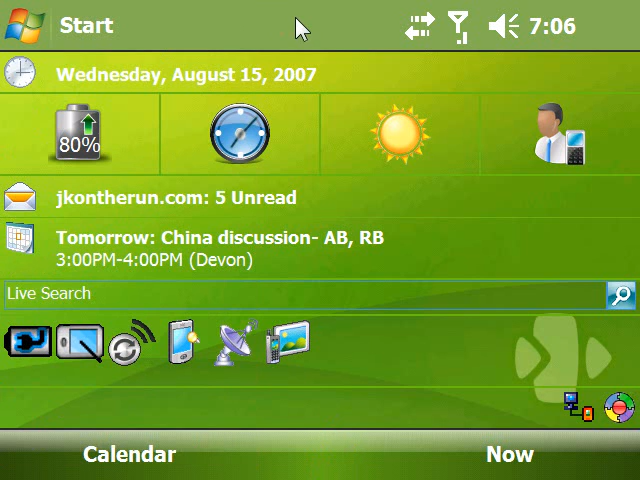 Start 7:06
Wednesday, August 15, 2007
80%
jkontherun.com: 5 Unread
Tomorrow: China discussion- AB, RB
3:00PM-4:00PM (Devon)
Live Search
Calendar Now